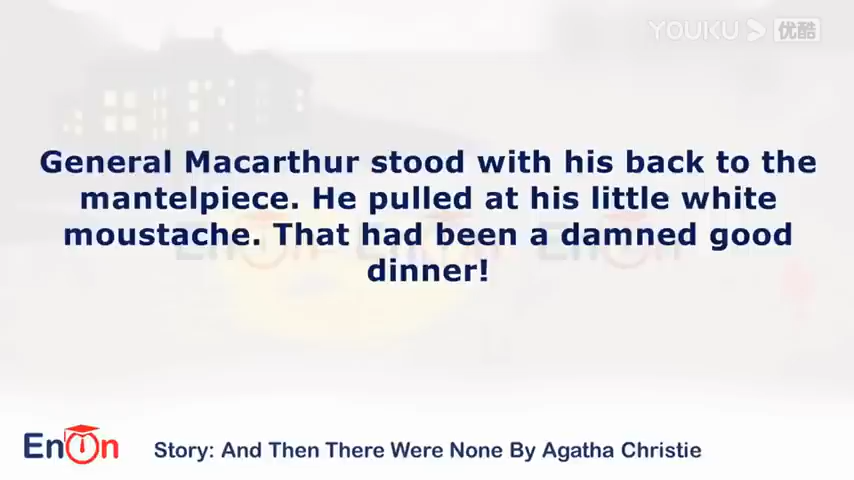 YOUKU 优酷
General Macarthur stood with his back to the
mantelpiece. He pulled at his little white
moustache. That had been a damned good
dinner!
EnOn
Story: And Then There Were None By Agatha Christie